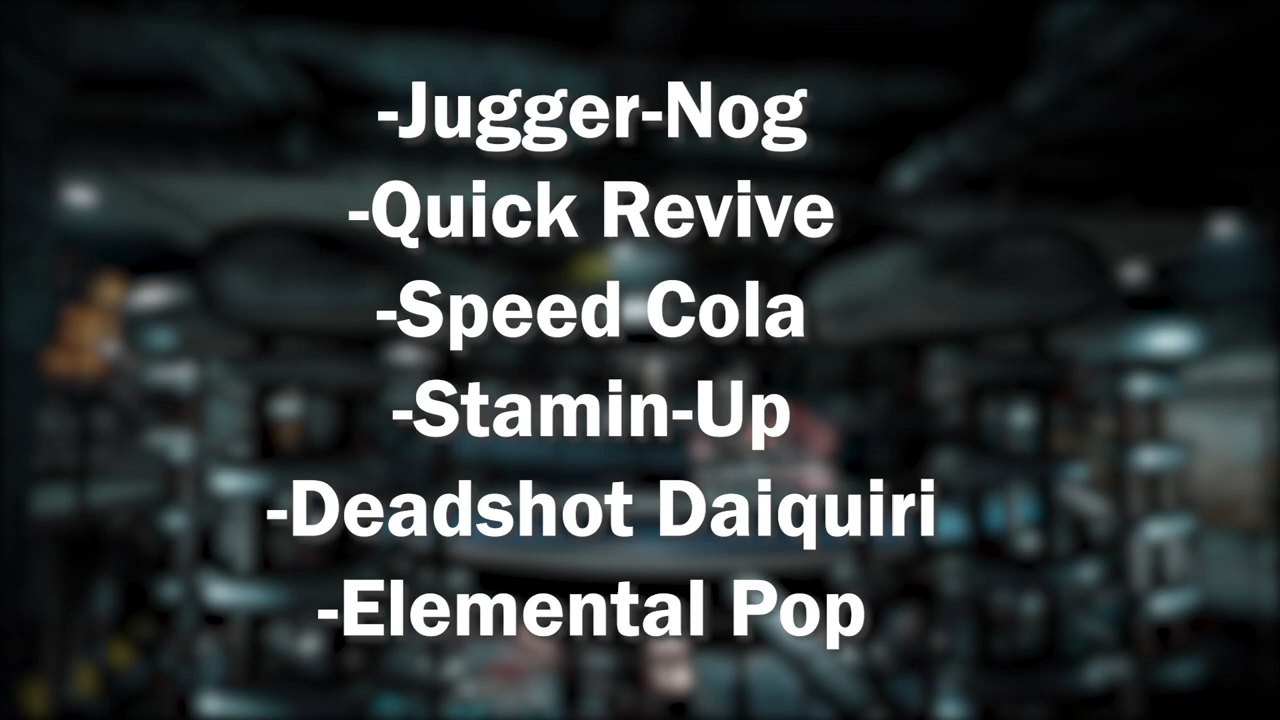 -Jugger-Nog
-Quick Revive
-Speed Cola
-Stamin-Up
-Deadshot Daiquiri
-Elemental Pop